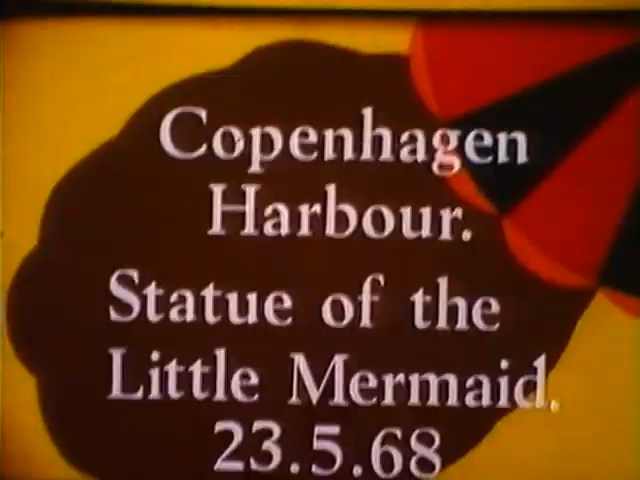 Copenhagen
Harbour.
Statue of the
Little Mermaid.
23.5.68